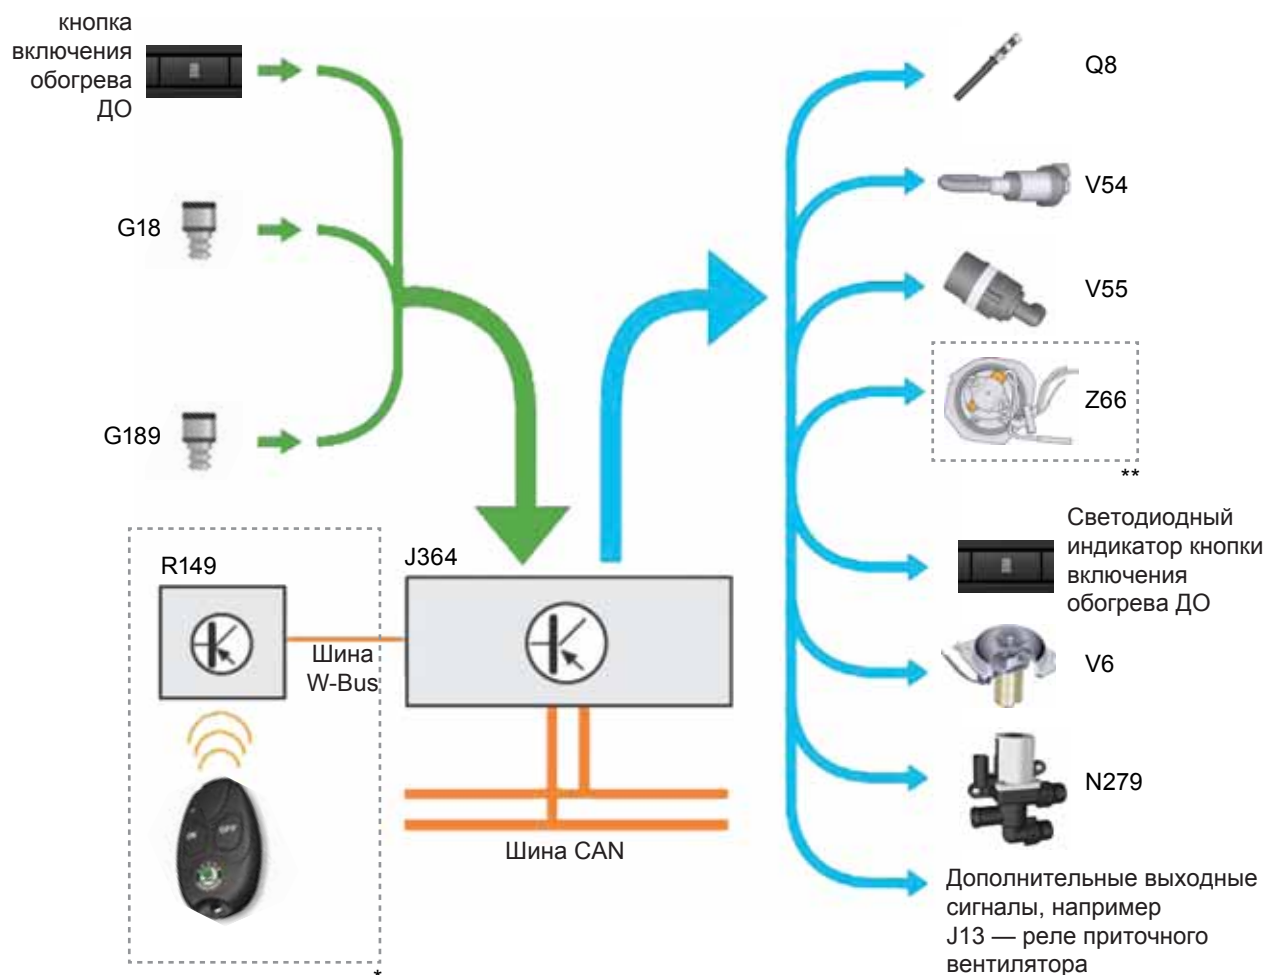 кнопка
включения
обогрева
ДО
G18
G189
R149
Шина
W-Bus
J364
Шина CAN
OFF
*
Q8
V54
V55
Z66
**
Светодиодный
индикатор кнопки
включения
обогрева ДО
V6
N279
Дополнительные выходные
сигналы, например
J13 — реле приточного
вентилятора